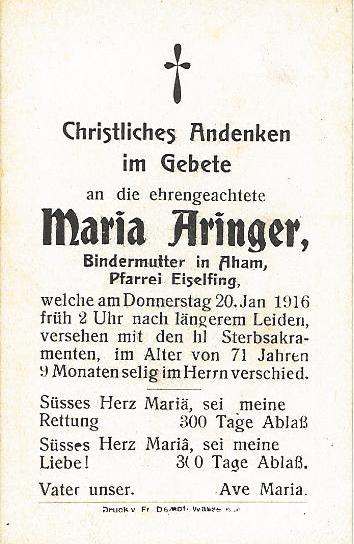 Christliches Andenken
im Gebete
an die ehrengeachtete
Maria Aringer,
Bindermutter in Aham,
Pfarrei Eiselfing,
welche am Donnerstag 20. Jan 1916
früh 2 Uhr nach längerem Leiden,
versehen mit den hl Sterbsakra-
menten, im Alter von 71 Jahren
9 Monaten selig im Herrn verschied.
Süsses Herz Mariä, sei meine
Rettung 300 Tage Ablaß
Süsses Herz Mariä, sei meine
Liebe! 300 Tage Ablaß.
Vater unser. Ave Maria.
Druck v Fr.